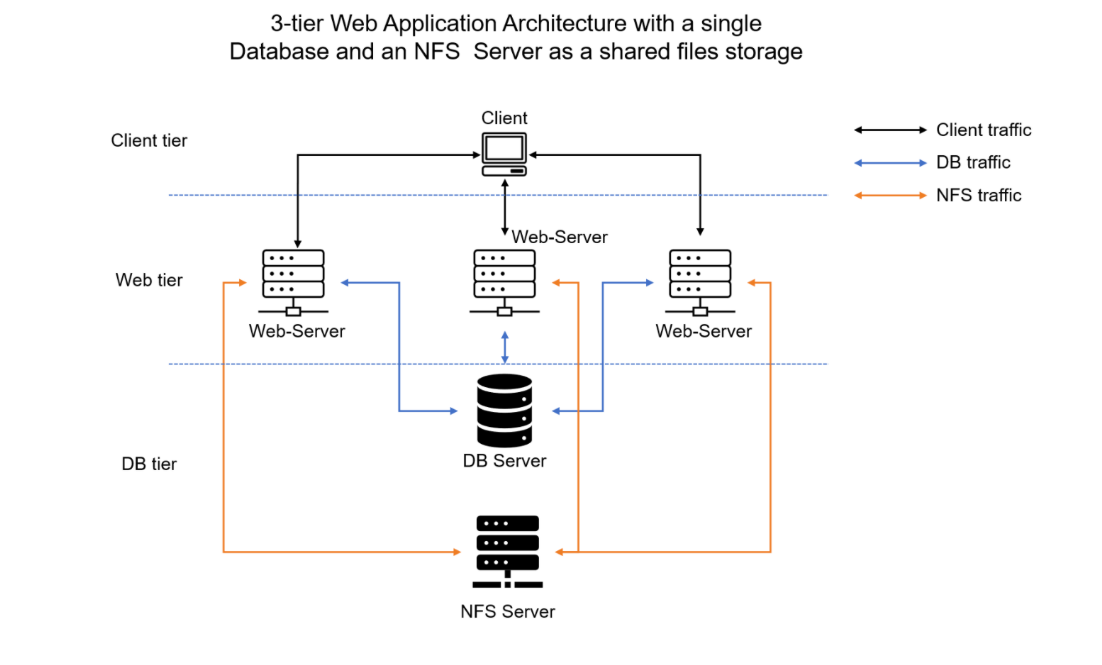 3-tier Web Application Architecture with a single
Database and an NFS Server as a shared files storage
Client
Client tier
Client traffic
DB traffic
NFS traffic
Web-Server
Web tier
Web-Server
Web-Server
DB Server
DB tier
NFS Server